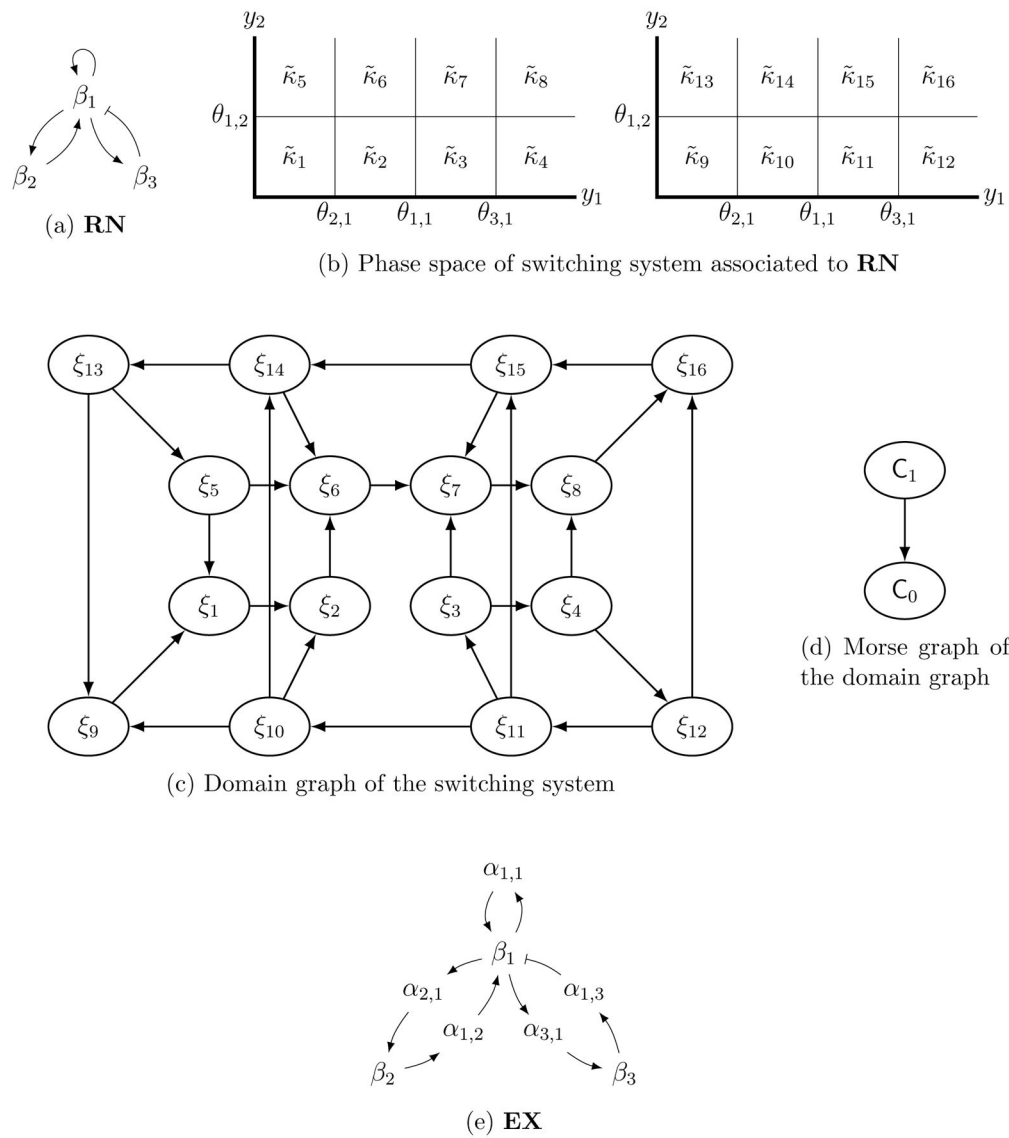 β₁
β₂ β₃
(a) RN
y₂ y₂
κ̃₅ κ̃₆ κ̃₇ κ̃₈ κ̃₁₃ κ̃₁₄ κ̃₁₅ κ̃₁₆
θ₁,₂ θ₁,₂
κ̃₁ κ̃₂ κ̃₃ κ̃₄ κ̃₉ κ̃₁₀ κ̃₁₁ κ̃₁₂
y₁ y₁
θ₂,₁ θ₁,₁ θ₃,₁ θ₂,₁ θ₁,₁ θ₃,₁
(b) Phase space of switching system associated to RN
ξ₁₃ ξ₁₄ ξ₁₅ ξ₁₆
ξ₅ ξ₆ ξ₇ ξ₈
ξ₁ ξ₂ ξ₃ ξ₄
ξ₉ ξ₁₀ ξ₁₁ ξ₁₂
(c) Domain graph of the switching system
C₁
C₀
(d) Morse graph of
the domain graph
α₁,₁
β₁
α₂,₁ α₁,₃
α₁,₂ α₃,₁
β₂ β₃
(e) EX